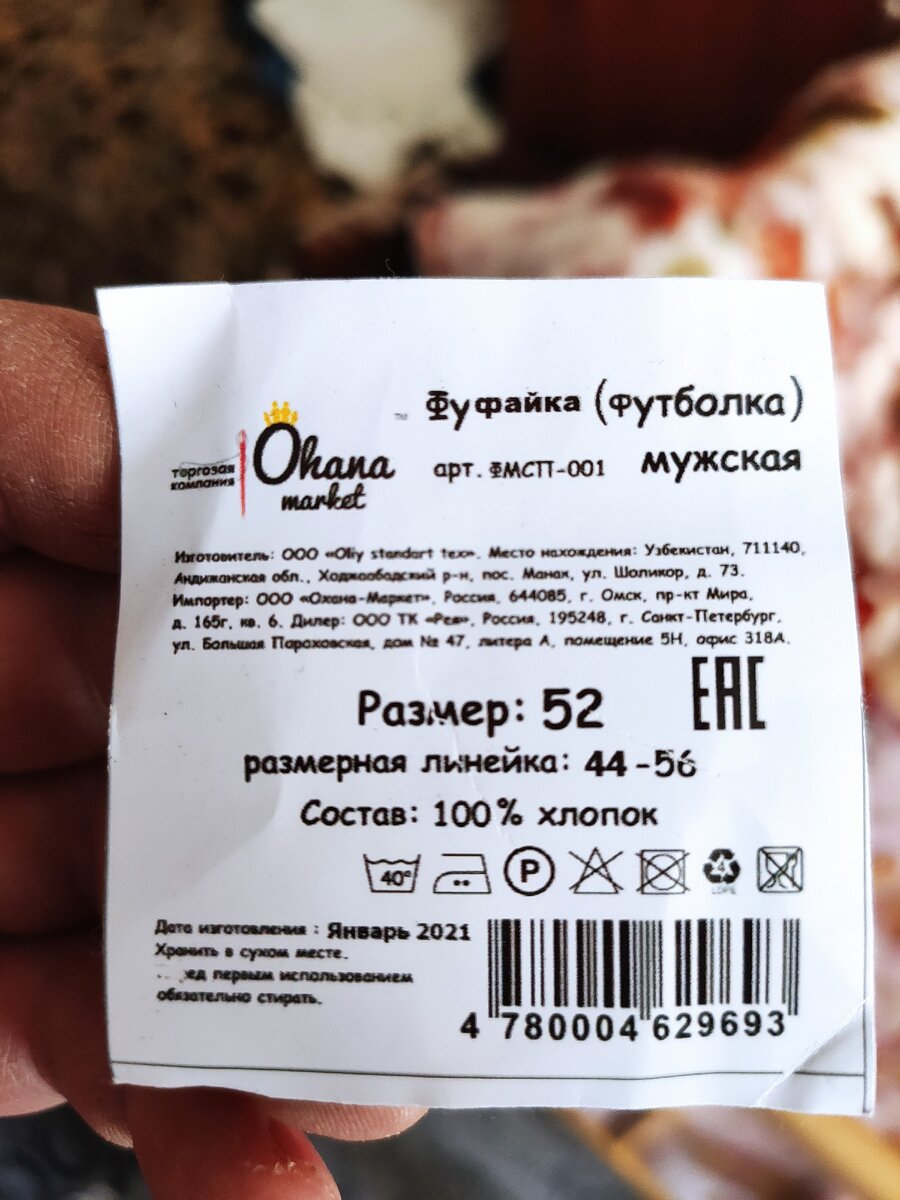 Фуфайка (футболка)
мужская
арт. ФМСП-001
торговая
компания
Ohana
market
™
Изготовитель: ООО «Oliy standart tex». Место нахождения: Узбекистан, 711140,
Андижанская обл., Ходжаабадский р-н, пос. Манак, ул. Шоликор, д. 73.
Импортер: ООО «Охана-Маркет», Россия, 644085, г. Омск, пр-кт Мира,
д. 165г, кв. 6. Дилер: ООО ТК «Рея», Россия, 195248, г. Санкт-Петербург,
ул. Большая Пороховская, дом № 47, литера А, помещение 5Н, офис 318А.
Размер: 52
EAC
размерная линейка: 44-56
Состав: 100% хлопок
40°
P
4
LDPE
Дата изготовления : Январь 2021
Хранить в сухом месте.
первым использованием
обязательно стирать.
4 780004 629693